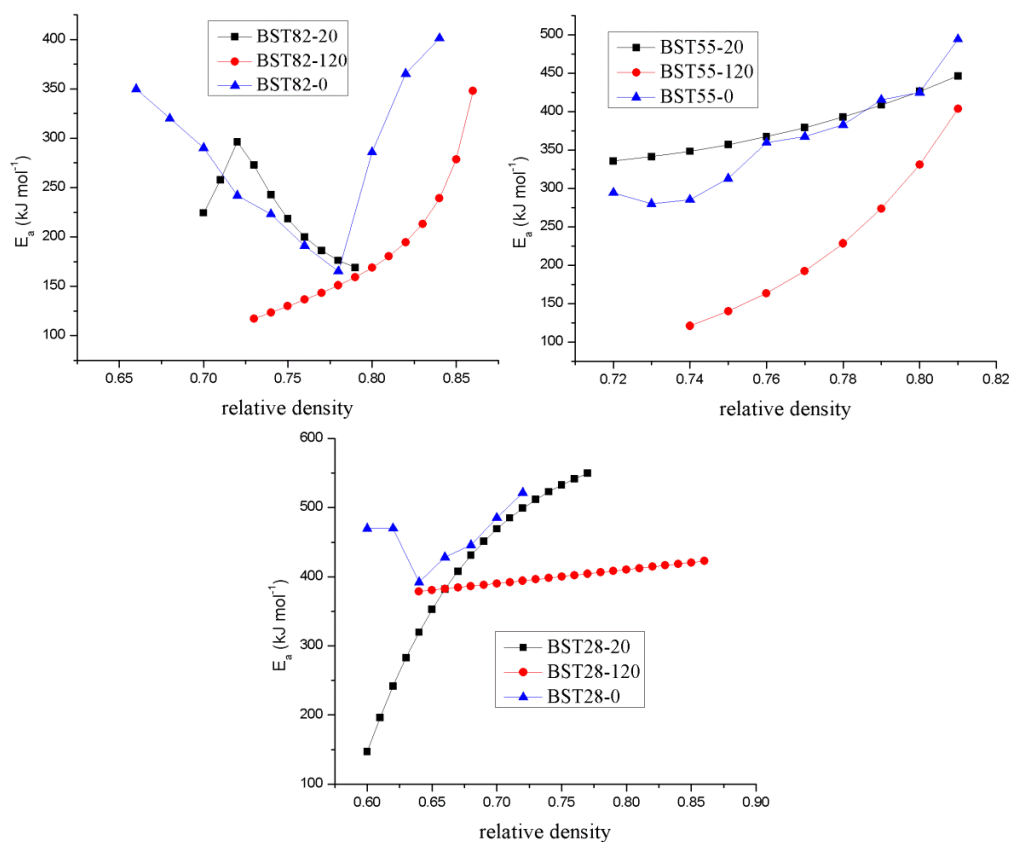 BST82-20
BST82-120
BST82-0
400
350
300
250
200
150
100
E_a (kJ mol⁻¹)
0.65 0.70 0.75 0.80 0.85
relative density
BST55-20
BST55-120
BST55-0
500
450
400
350
300
250
200
150
100
E_a (kJ mol⁻¹)
0.72 0.74 0.76 0.78 0.80 0.82
relative density
BST28-20
BST28-120
BST28-0
600
500
400
300
200
100
E_a (kJ mol⁻¹)
0.60 0.65 0.70 0.75 0.80 0.85 0.90
relative density